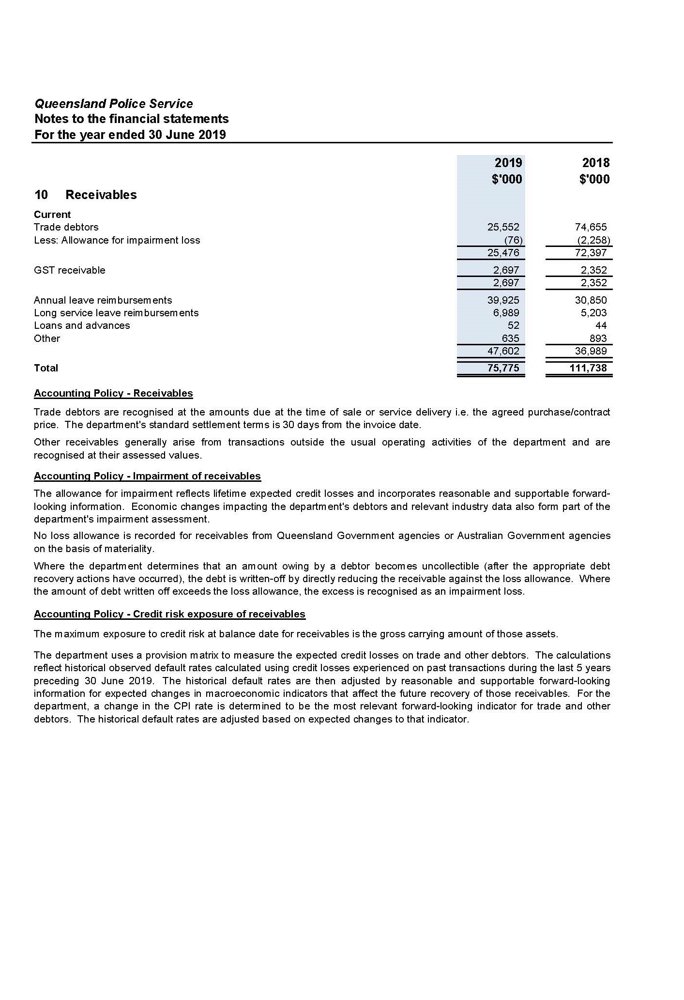 Queensland Police Service
Notes to the financial statements
For the year ended 30 June 2019
2019 2018
$'000 $'000
10 Receivables
Current
Trade debtors 25,552 74,655
Less: Allowance for impairment loss (76) (2,258)
25,476 72,397
GST receivable 2,697 2,352
2,697 2,352
Annual leave reimbursements 39,925 30,850
Long service leave reimbursements 6,989 5,203
Loans and advances 52 44
Other 635 893
47,602 36,989
Total 75,775 111,738
Accounting Policy - Receivables
Trade debtors are recognised at the amounts due at the time of sale or service delivery i.e. the agreed purchase/contract
price. The department's standard settlement terms is 30 days from the invoice date.
Other receivables generally arise from transactions outside the usual operating activities of the department and are
recognised at their assessed values.
Accounting Policy - Impairment of receivables
The allowance for impairment reflects lifetime expected credit losses and incorporates reasonable and supportable forward-
looking information. Economic changes impacting the department's debtors and relevant industry data also form part of the
department's impairment assessment.
No loss allowance is recorded for receivables from Queensland Government agencies or Australian Government agencies
on the basis of materiality.
Where the department determines that an amount owing by a debtor becomes uncollectible (after the appropriate debt
recovery actions have occurred), the debt is written-off by directly reducing the receivable against the loss allowance. Where
the amount of debt written off exceeds the loss allowance, the excess is recognised as an impairment loss.
Accounting Policy - Credit risk exposure of receivables
The maximum exposure to credit risk at balance date for receivables is the gross carrying amount of those assets.
The department uses a provision matrix to measure the expected credit losses on trade and other debtors. The calculations
reflect historical observed default rates calculated using credit losses experienced on past transactions during the last 5 years
preceding 30 June 2019. The historical default rates are then adjusted by reasonable and supportable forward-looking
information for expected changes in macroeconomic indicators that affect the future recovery of those receivables. For the
department, a change in the CPI rate is determined to be the most relevant forward-looking indicator for trade and other
debtors. The historical default rates are adjusted based on expected changes to that indicator.